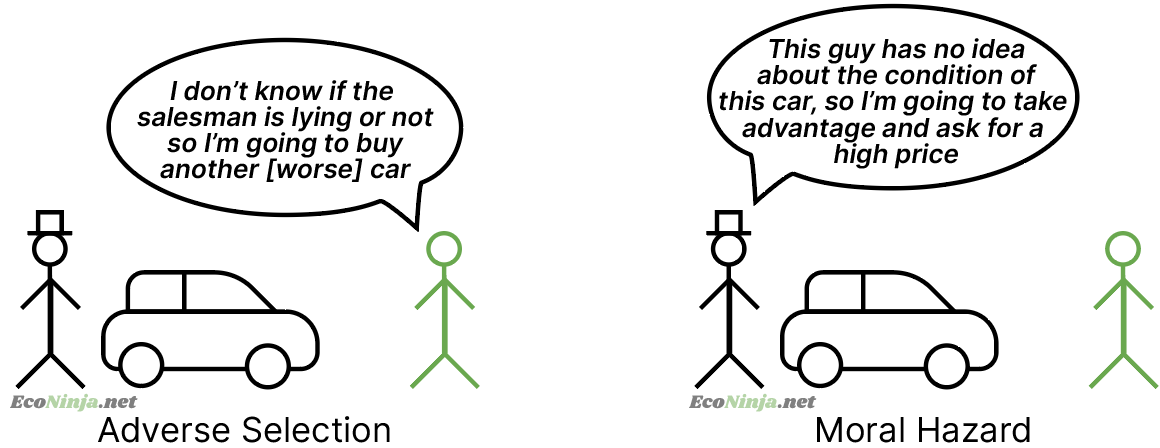 I don’t know if the
salesman is lying or not
so I’m going to buy
another [worse] car
EcoNinja.net
Adverse Selection
This guy has no idea
about the condition of
this car, so I’m going to take
advantage and ask for a
high price
EcoNinja.net
Moral Hazard